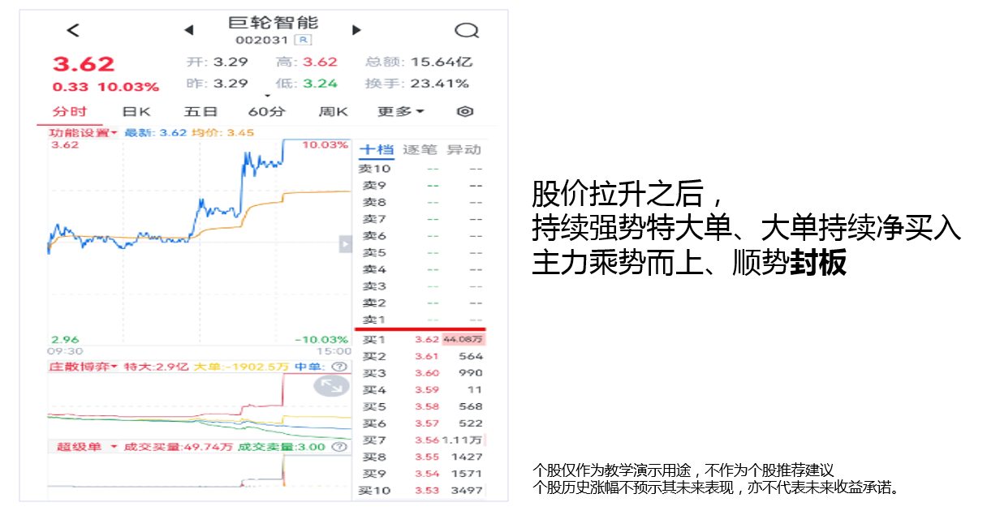 巨轮智能
002031 R
3.62 开: 3.29 高: 3.62 总额: 15.64亿
0.33 10.03% 昨: 3.29 低: 3.24 换手: 23.41%
分时 日K 五日 60分 周K 更多
功能设置 最新: 3.62 均价: 3.45
3.62 10.03%
2.96 -10.03%
09:30 15:00
庄散博弈 特大:2.9亿 大单:-1902.5万 中单:
超级单 成交买量:49.74万 成交卖量:3.00
十档 逐笔 异动
卖10 -- --
卖9 -- --
卖8 -- --
卖7 -- --
卖6 -- --
卖5 -- --
卖4 -- --
卖3 -- --
卖2 -- --
卖1 -- --
买1 3.62 44.08万
买2 3.61 564
买3 3.60 990
买4 3.59 11
买5 3.58 568
买6 3.57 522
买7 3.56 1.11万
买8 3.55 1427
买9 3.54 1571
买10 3.53 3497
股价拉升之后，
持续强势特大单、大单持续净买入
主力乘势而上、顺势封板
个股仅作为教学演示用途，不作为个股推荐建议
个股历史涨幅不预示其未来表现，亦不代表未来收益承诺。